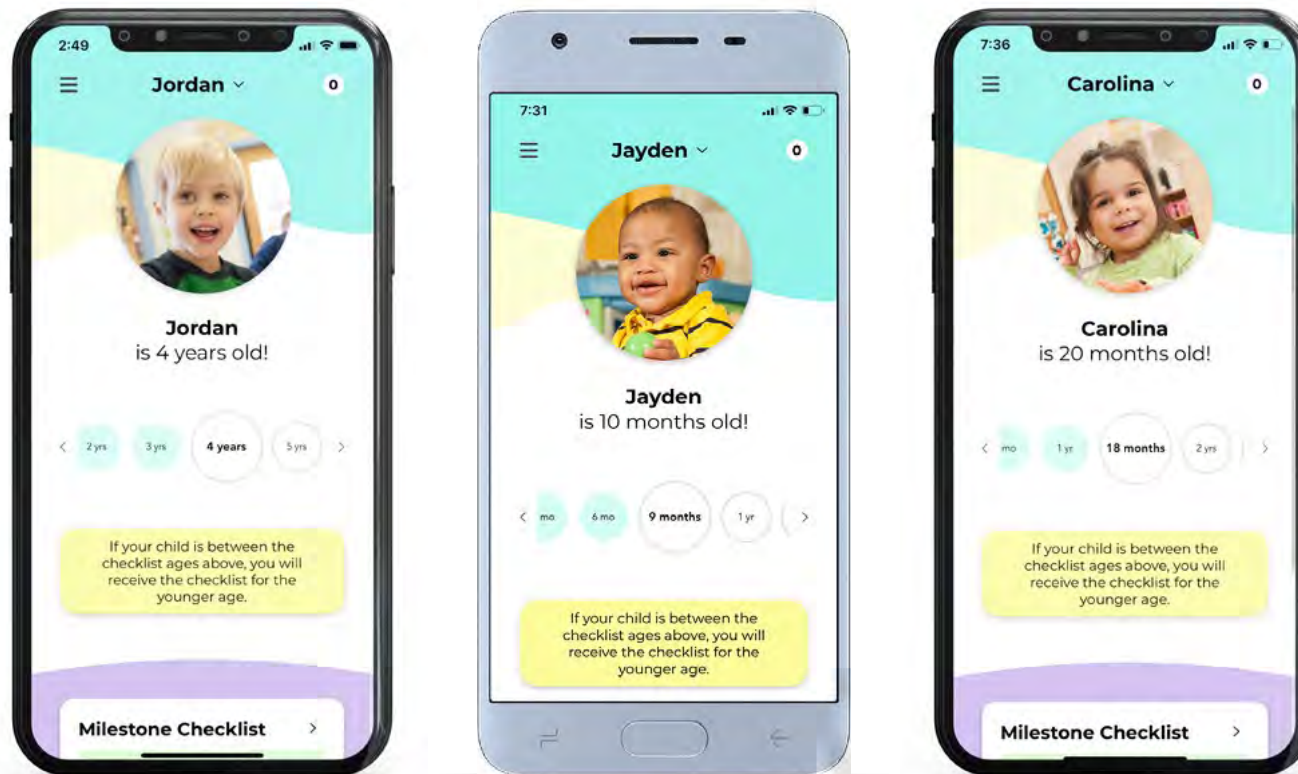 2:49
Jordan
0
Jordan
is 4 years old!
2 yrs
3 yrs
4 years
5 yrs
If your child is between the
checklist ages above, you will
receive the checklist for the
younger age.
Milestone Checklist
7:31
Jayden
0
Jayden
is 10 months old!
mo
6 mo
9 months
1 yr
If your child is between the
checklist ages above, you will
receive the checklist for the
younger age.
7:36
Carolina
0
Carolina
is 20 months old!
mo
1 yr
18 months
2 yrs
If your child is between the
checklist ages above, you will
receive the checklist for the
younger age.
Milestone Checklist